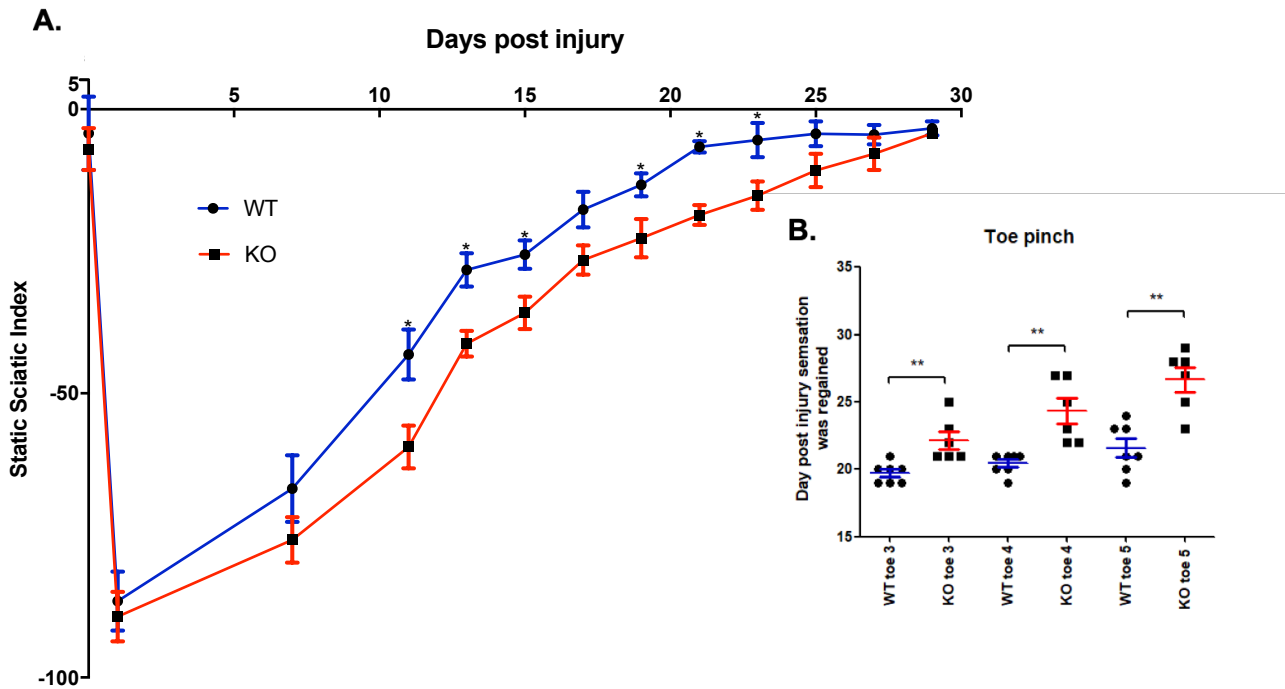 A.
Days post injury
5
0
5
10
15
20
25
30
*
*
*
*
*
*
WT
KO
Static Sciatic Index
-50
-100
B.
Toe pinch
35
30
25
20
15
**
**
**
Day post injury semsation
was regained
WT toe 3
KO toe 3
WT toe 4
KO toe 4
WT toe 5
KO toe 5